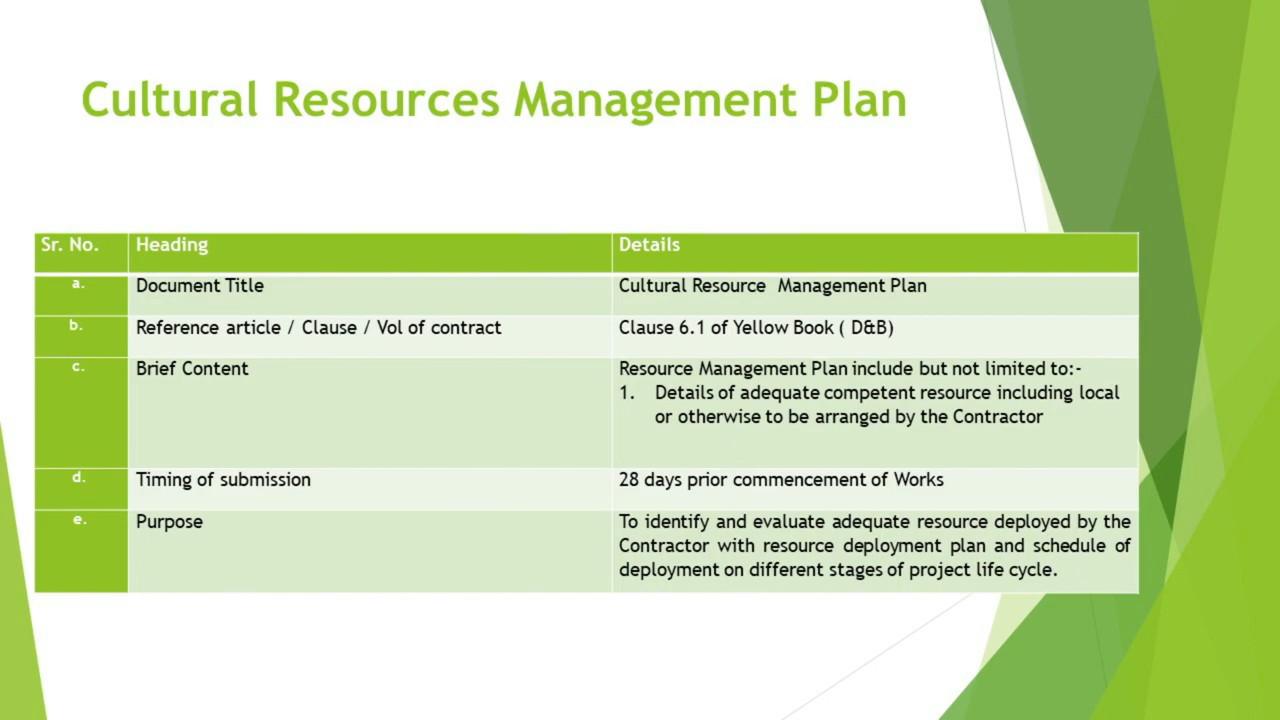 Cultural Resources Management Plan
Sr. No. Heading Details
a. Document Title Cultural Resource  Management Plan
b. Reference article / Clause / Vol of contract Clause 6.1 of Yellow Book ( D&B)
c. Brief Content Resource Management Plan include but not limited to:-
1. Details of adequate competent resource including local
or otherwise to be arranged by the Contractor
d. Timing of submission 28 days prior commencement of Works
e. Purpose To identify and evaluate adequate resource deployed by the
Contractor with resource deployment plan and schedule of
deployment on different stages of project life cycle.